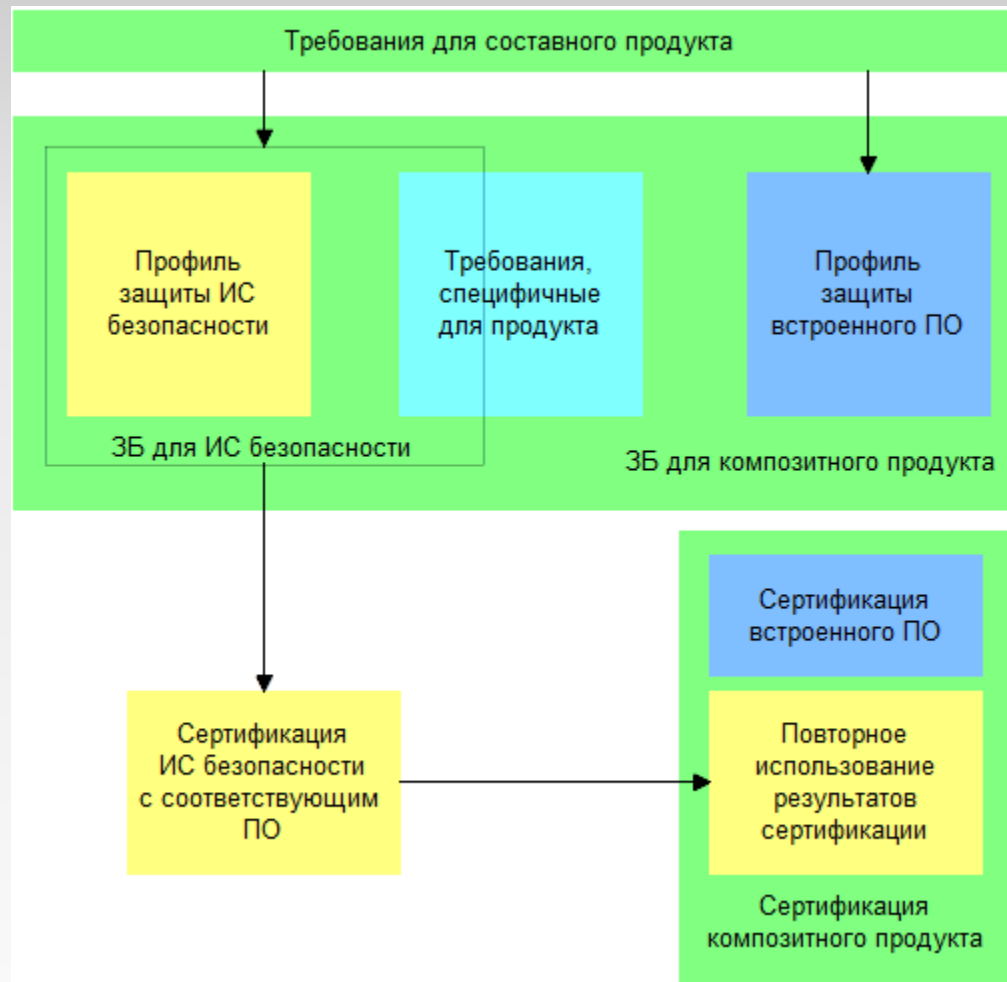 Требования для составного продукта
Профиль
защиты ИС
безопасности
Требования,
специфичные
для продукта
Профиль
защиты
встроенного ПО
ЗБ для ИС безопасности
ЗБ для композитного продукта
Сертификация
встроенного ПО
Сертификация
ИС безопасности
с соответствующим
ПО
Повторное
использование
результатов
сертификации
Сертификация
композитного продукта